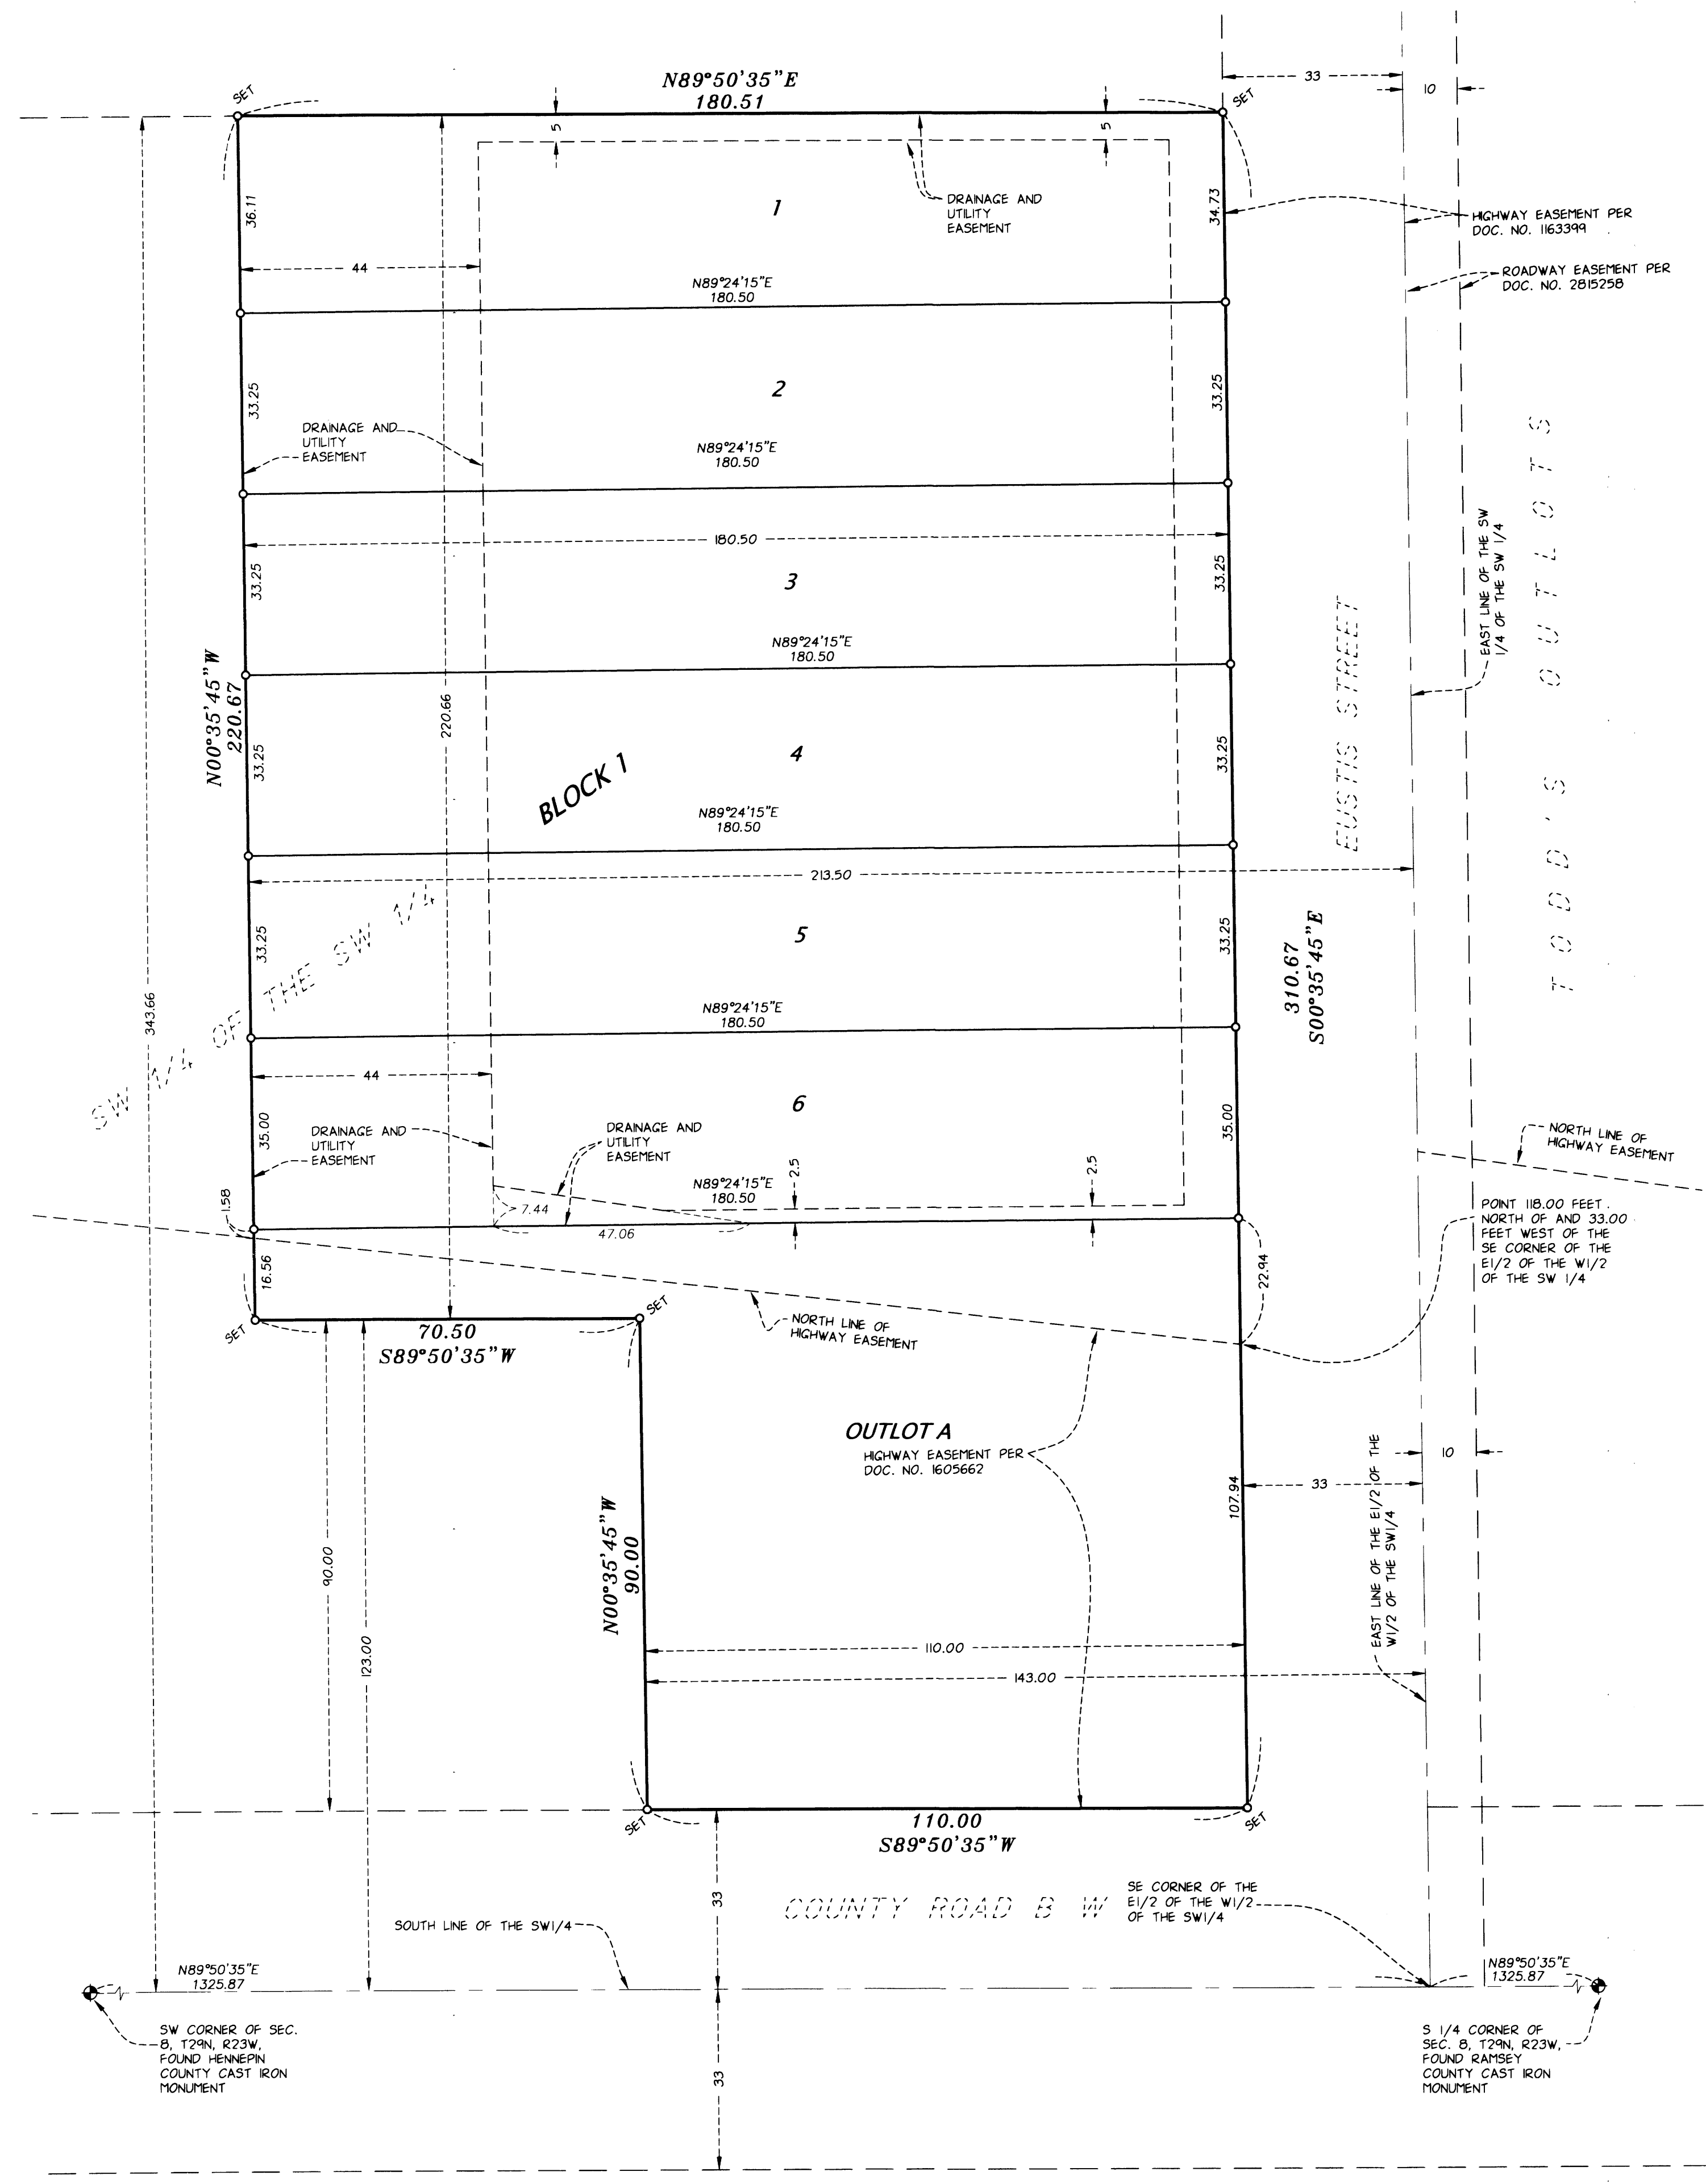 N89°50'35"E
180.51
SET
SET
33
10
5
5
36.11
1
34.73
DRAINAGE AND
UTILITY
EASEMENT
HIGHWAY EASEMENT PER
DOC. NO. 1163399
44
ROADWAY EASEMENT PER
DOC. NO. 2815258
N89°24'15"E
180.50
2
33.25
33.25
DRAINAGE AND
UTILITY
EASEMENT
N89°24'15"E
180.50
180.50
3
33.25
33.25
EAST LINE OF THE SW
1/4 OF THE SW 1/4
TODD'S OUTLOTS
EUSTIS STREET
N89°24'15"E
180.50
N00°35'45"W
220.67
220.66
4
33.25
33.25
BLOCK 1
N89°24'15"E
180.50
213.50
SW 1/4 OF THE SW 1/4
5
33.25
33.25
310.67
S00°35'45"E
343.66
N89°24'15"E
180.50
44
6
35.00
35.00
DRAINAGE AND
UTILITY
EASEMENT
DRAINAGE AND
UTILITY
EASEMENT
NORTH LINE OF
HIGHWAY EASEMENT
2.5
2.5
N89°24'15"E
180.50
1.58
7.44
47.06
POINT 118.00 FEET
NORTH OF AND 33.00
FEET WEST OF THE
SE CORNER OF THE
E1/2 OF THE W1/2
OF THE SW 1/4
16.56
22.94
SET
SET
70.50
S89°50'35"W
NORTH LINE OF
HIGHWAY EASEMENT
OUTLOT A
HIGHWAY EASEMENT PER
DOC. NO. 1605662
10
33
107.94
EAST LINE OF THE E1/2 OF THE
W1/2 OF THE SW1/4
N00°35'45"W
90.00
90.00
123.00
110.00
143.00
SET
SET
110.00
S89°50'35"W
33
COUNTY ROAD B W
SE CORNER OF THE
E1/2 OF THE W1/2
OF THE SW1/4
SOUTH LINE OF THE SW1/4
N89°50'35"E
1325.87
N89°50'35"E
1325.87
SW CORNER OF SEC.
8, T29N, R23W,
FOUND HENNEPIN
COUNTY CAST IRON
MONUMENT
33
S 1/4 CORNER OF
SEC. 8, T29N, R23W,
FOUND RAMSEY
COUNTY CAST IRON
MONUMENT